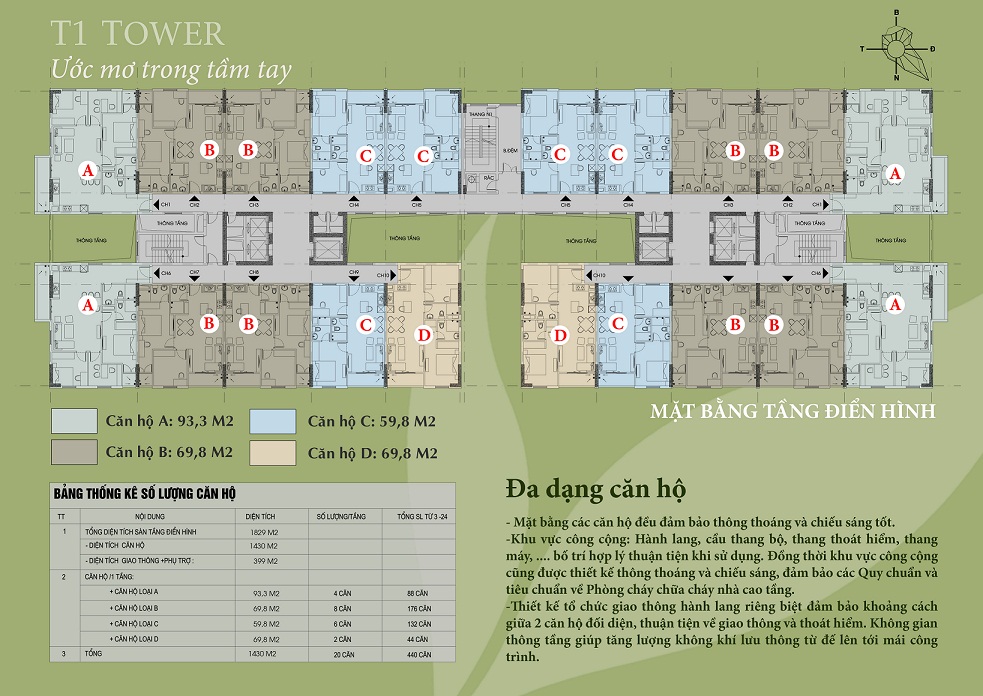 T1 TOWER
Ước mơ trong tầm tay
B
T Đ
N
THANG N1
B.ĐỆM
RÁC
A B B C C C C B B A
CH1 CH2 CH3 CH4 CH5 CH5 CH4 CH3 CH2 CH1
THÔNG TẦNG THÔNG TẦNG
THÔNG TẦNG THÔNG TẦNG THÔNG TẦNG THÔNG TẦNG
CH6 CH7 CH8 CH9 CH10 CH10 CH6
A B B C D D C B B A
MẶT BẰNG TẦNG ĐIỂN HÌNH
Căn hộ A: 93,3 M2 Căn hộ C: 59,8 M2
Căn hộ B: 69,8 M2 Căn hộ D: 69,8 M2
BẢNG THỐNG KÊ SỐ LƯỢNG CĂN HỘ
TT NỘI DUNG DIỆN TÍCH SỐ LƯỢNG/TẦNG TỔNG SL TỪ 3 -24
1 TỔNG DIỆN TÍCH SÀN TẦNG ĐIỂN HÌNH 1829 M2
- DIỆN TÍCH CĂN HỘ 1430 M2
- DIỆN TÍCH GIAO THÔNG +PHỤ TRỢ : 399 M2
2 CĂN HỘ /1 TẦNG:
+ CĂN HỘ LOẠI A 93,3 M2 4 CĂN 88 CĂN
+ CĂN HỘ LOẠI B 69,8 M2 8 CĂN 176 CĂN
+ CĂN HỘ LOẠI C 59,8 M2 6 CĂN 132 CĂN
+ CĂN HỘ LOẠI D 69,8 M2 2 CĂN 44 CĂN
3 TỔNG 1430 M2 20 CĂN 440 CĂN
Đa dạng căn hộ
- Mặt bằng các căn hộ đều đảm bảo thông thoáng và chiếu sáng tốt.
-Khu vực công cộng: Hành lang, cầu thang bộ, thang thoát hiểm, thang
máy, .... bố trí hợp lý thuận tiện khi sử dụng. Đồng thời khu vực công cộng
cũng được thiết kế thông thoáng và chiếu sáng, đảm bảo các Quy chuẩn và
tiêu chuẩn về Phòng cháy chữa cháy nhà cao tầng.
-Thiết kế tổ chức giao thông hành lang riêng biệt đảm bảo khoảng cách
giữa 2 căn hộ đối diện, thuận tiện về giao thông và thoát hiểm. Không gian
thông tầng giúp tăng lượng không khí lưu thông từ đế lên tới mái công
trình.